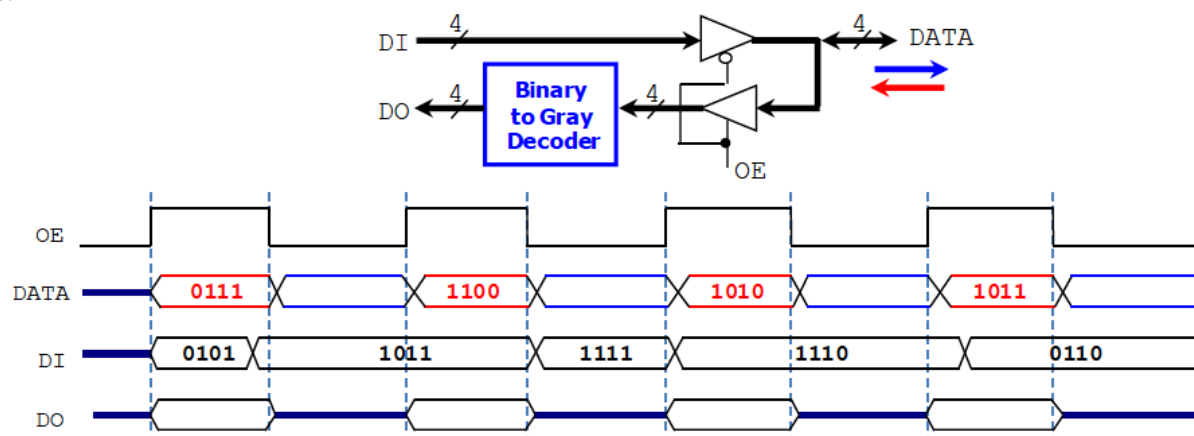 4
4
DI
DATA
Binary
to Gray
Decoder
4
4
DO
OE
OE
DATA
0111
1100
1010
1011
DI
0101
1011
1111
1110
0110
DO